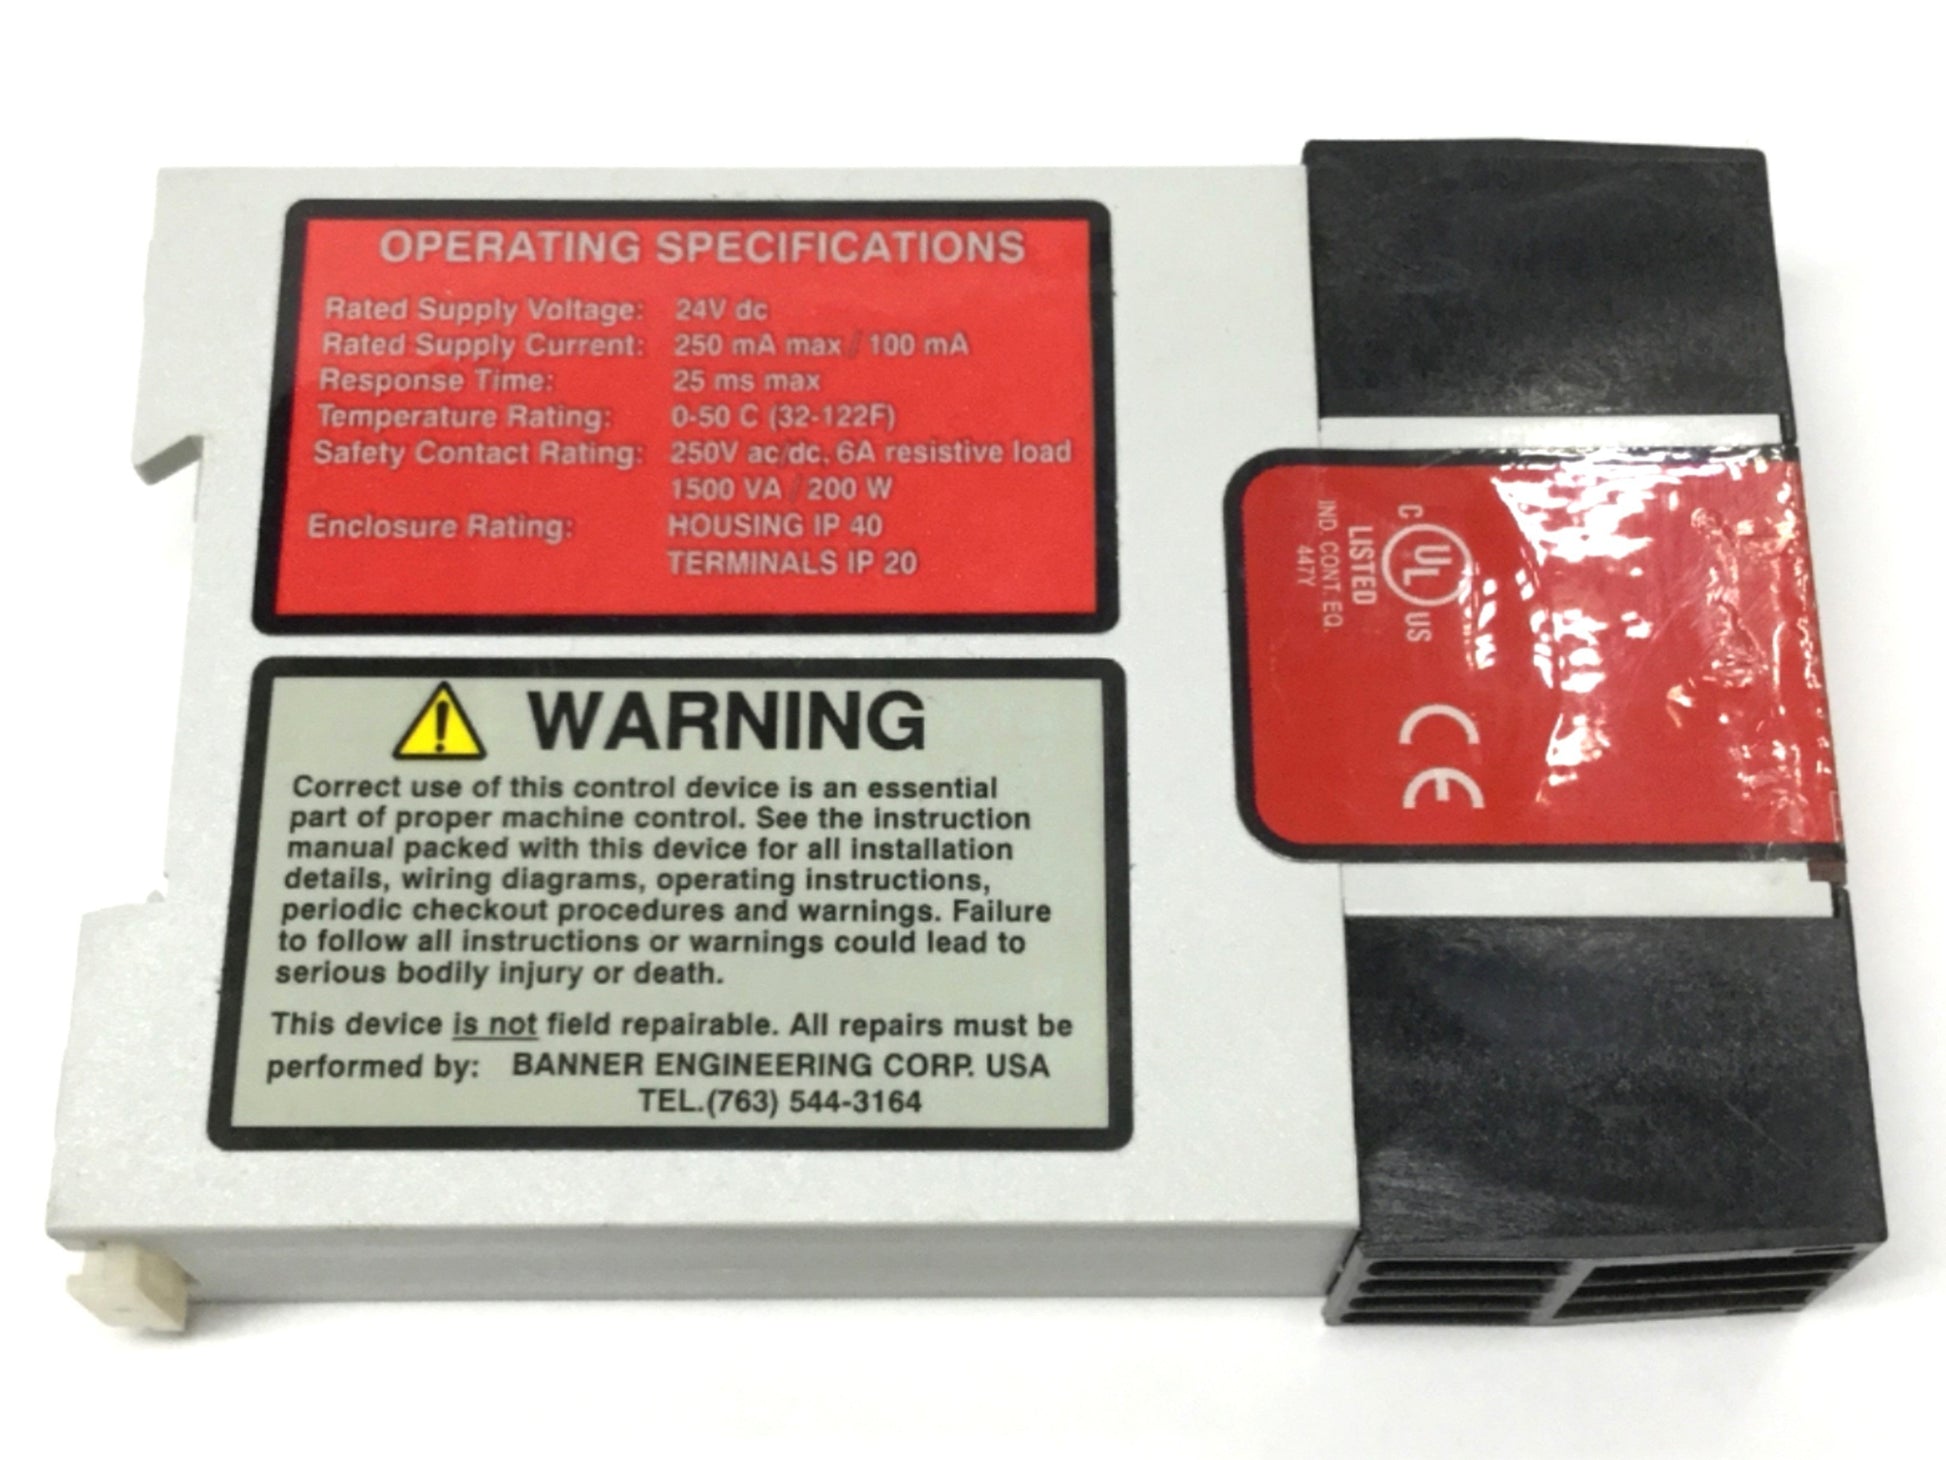 OPERATING SPECIFICATIONS
Rated Supply Voltage: 24V dc
Rated Supply Current: 250 mA max / 100 mA
Response Time: 25 ms max
Temperature Rating: 0-50 C (32-122F)
Safety Contact Rating: 250V ac/dc, 6A resistive load
1500 VA / 200 W
Enclosure Rating: HOUSING IP 40
TERMINALS IP 20
WARNING
Correct use of this control device is an essential
part of proper machine control. See the instruction
manual packed with this device for all installation
details, wiring diagrams, operating instructions,
periodic checkout procedures and warnings. Failure
to follow all instructions or warnings could lead to
serious bodily injury or death.
This device is not field repairable. All repairs must be
performed by: BANNER ENGINEERING CORP. USA
TEL.(763) 544-3164
C UL US
LISTED
IND. CONT. EQ.
447Y
CE